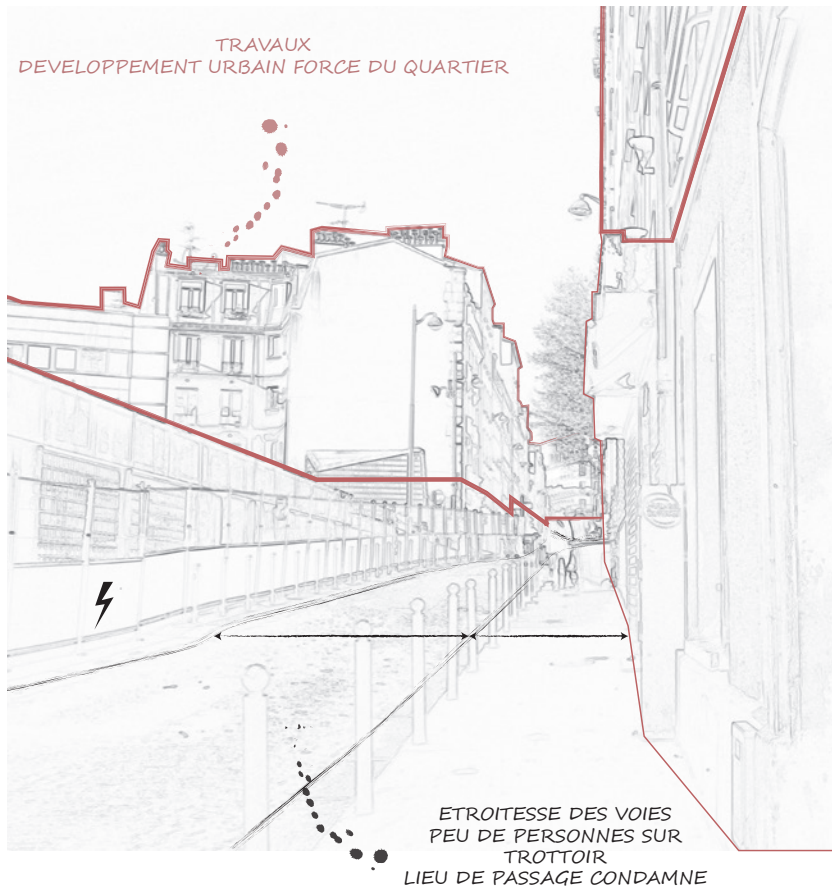 TRAVAUX
DEVELOPPEMENT URBAIN FORCE DU QUARTIER
ETROITESSE DES VOIES
PEU DE PERSONNES SUR
TROTTOIR
LIEU DE PASSAGE CONDAMNE